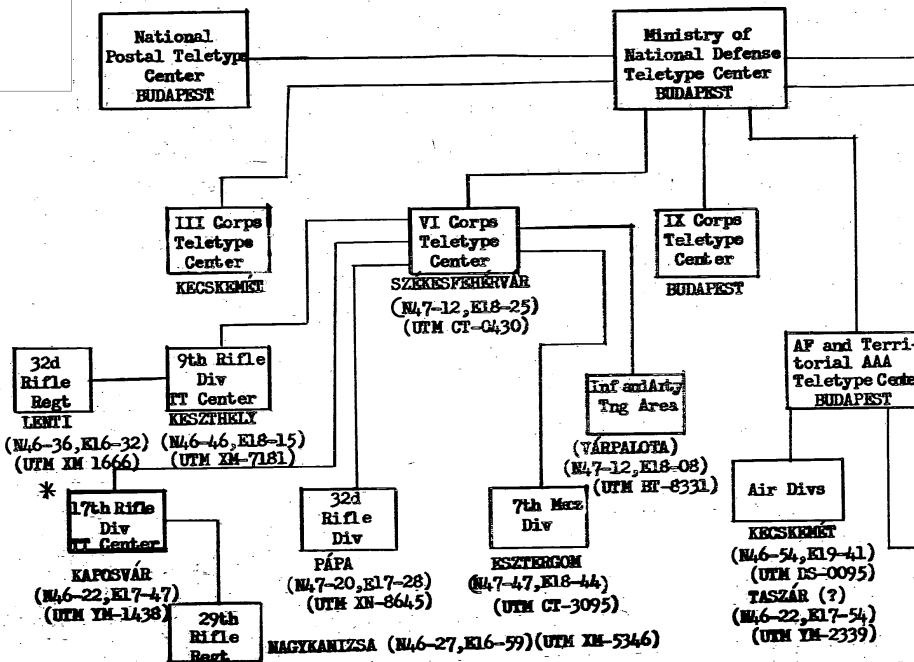 National
Postal Teletype
Center
BUDAPEST
Ministry of
National Defense
Teletype Center
BUDAPEST
III Corps
Teletype
Center
KECSKEMÉT
VI Corps
Teletype
Center
SZÉKESFEHÉRVÁR
(N47-12,E18-25)
(UTM CT-0430)
IX Corps
Teletype
Center
BUDAPEST
AF and Terri-
torial AAA
Teletype Cente
BUDAPEST
32d
Rifle
Regt
LENTI
(N46-36,E16-32)
(UTM XM 1666)
9th Rifle
Div
TT Center
KESZTHELY
(N46-46,E18-15)
(UTM XM-7181)
Inf and Arty
Tng Area
(VÁRPALOTA)
(N47-12,E18-08)
(UTM BT-8331)
*
17th Rifle
Div
TT Center
KAPOSVÁR
(N46-22,E17-47)
(UTM YM-1438)
32d
Rifle
Div
PÁPA
(N47-20,E17-28)
(UTM XN-8645)
7th Mecz
Div
ESZTERGOM
(N47-47,E18-44)
(UTM CT-3095)
Air Divs
KECSKEMÉT
(N46-54,E19-41)
(UTM DS-0095)
TASZÁR (?)
(N46-22,E17-54)
(UTM YM-2339)
29th
Rifle
Regt
NAGYKANIZSA (N46-27,E16-59)(UTM XM-5346)